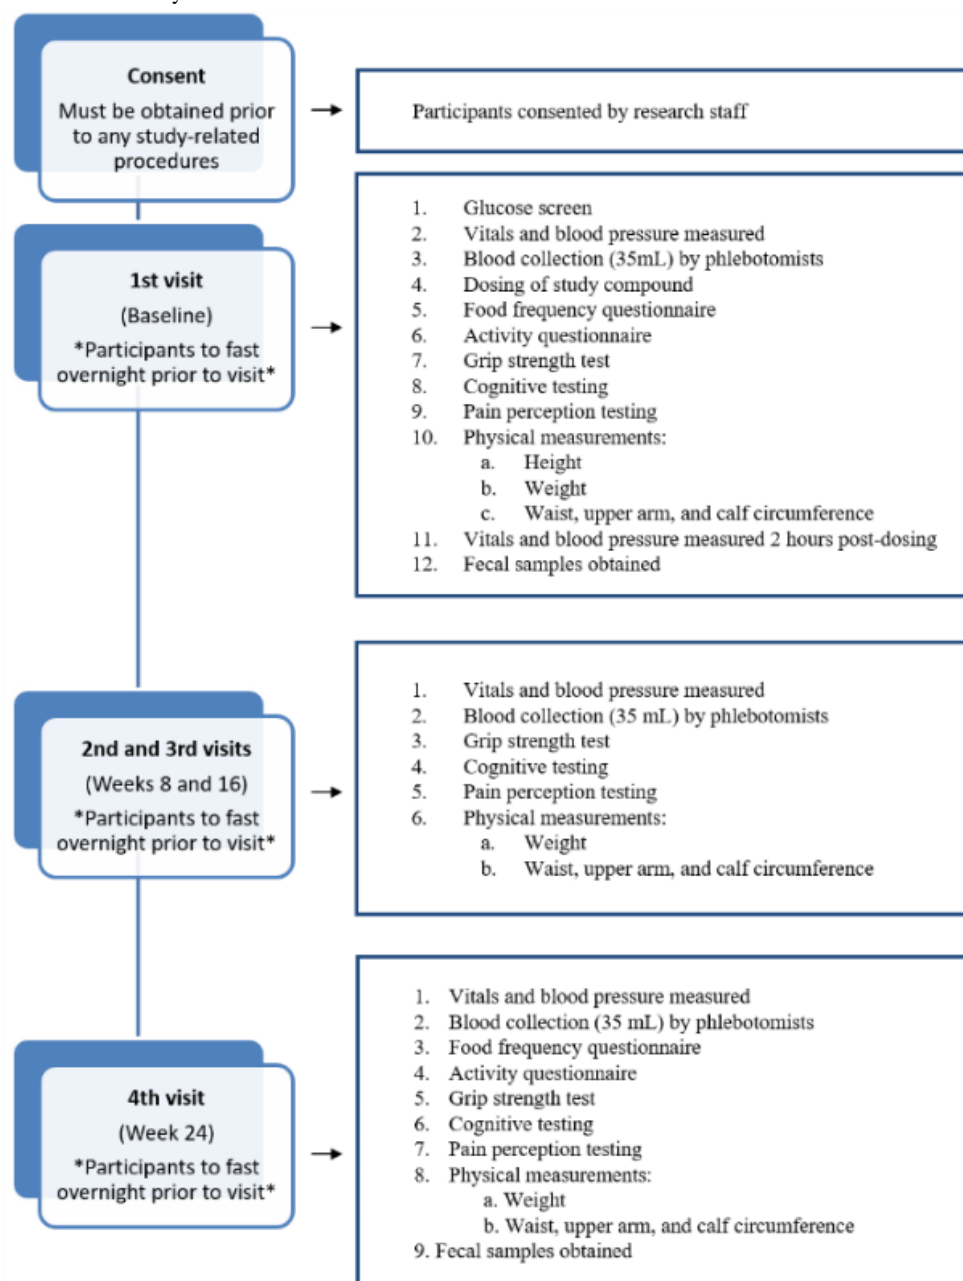 Consent
Must be obtained prior
to any study-related
procedures
Participants consented by research staff
1st visit
(Baseline)
*Participants to fast
overnight prior to visit*
1. Glucose screen
2. Vitals and blood pressure measured
3. Blood collection (35mL) by phlebotomists
4. Dosing of study compound
5. Food frequency questionnaire
6. Activity questionnaire
7. Grip strength test
8. Cognitive testing
9. Pain perception testing
10. Physical measurements:
a. Height
b. Weight
c. Waist, upper arm, and calf circumference
11. Vitals and blood pressure measured 2 hours post-dosing
12. Fecal samples obtained
2nd and 3rd visits
(Weeks 8 and 16)
*Participants to fast
overnight prior to visit*
1. Vitals and blood pressure measured
2. Blood collection (35 mL) by phlebotomists
3. Grip strength test
4. Cognitive testing
5. Pain perception testing
6. Physical measurements:
a. Weight
b. Waist, upper arm, and calf circumference
4th visit
(Week 24)
*Participants to fast
overnight prior to visit*
1. Vitals and blood pressure measured
2. Blood collection (35 mL) by phlebotomists
3. Food frequency questionnaire
4. Activity questionnaire
5. Grip strength test
6. Cognitive testing
7. Pain perception testing
8. Physical measurements:
a. Weight
b. Waist, upper arm, and calf circumference
9. Fecal samples obtained